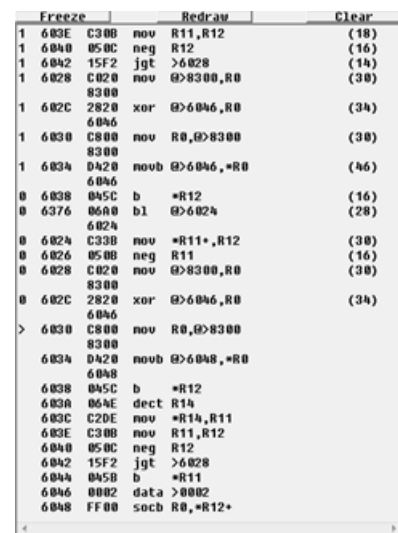 Freeze Redraw Clear
1 603E C30B mov R11,R12 (18)
1 6040 050C neg R12 (16)
1 6042 15F2 jgt >6028 (14)
1 6028 C020 mov @>8300,R0 (30)
8300
1 602C 2820 xor @>6046,R0 (34)
6046
1 6030 C800 mov R0,@>8300 (30)
8300
1 6034 D420 movb @>6046,*R0 (46)
6046
0 6038 045C b *R12 (16)
0 6376 06A0 bl @>6024 (28)
6024
0 6024 C33B mov *R11+,R12 (30)
0 6026 050B neg R11 (16)
0 6028 C020 mov @>8300,R0 (30)
8300
0 602C 2820 xor @>6046,R0 (34)
6046
> 6030 C800 mov R0,@>8300
8300
6034 D420 movb @>6048,*R0
6048
6038 045C b *R12
603A 064E dect R14
603C C2DE mov *R14,R11
603E C30B mov R11,R12
6040 050C neg R12
6042 15F2 jgt >6028
6044 045B b *R11
6046 0002 data >0002
6048 FF00 socb R0,*R12+